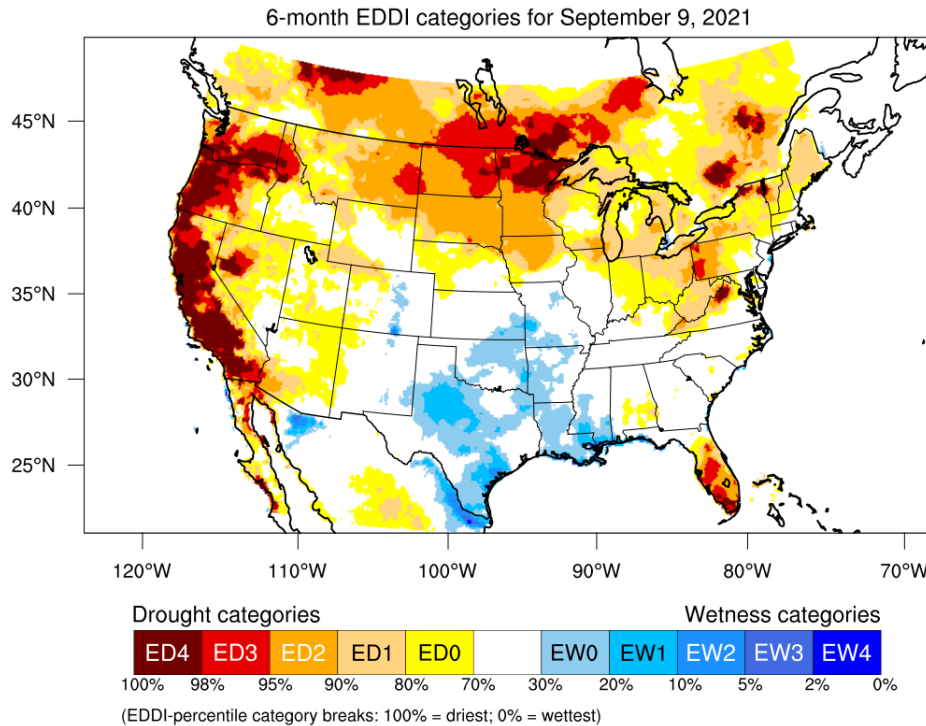 6-month EDDI categories for September 9, 2021
45°N
40°N
35°N
30°N
25°N
120°W 110°W 100°W 90°W 80°W 70°W
Drought categories Wetness categories
ED4 ED3 ED2 ED1 ED0 EW0 EW1 EW2 EW3 EW4
100% 98% 95% 90% 80% 70% 30% 20% 10% 5% 2% 0%
(EDDI-percentile category breaks: 100% = driest; 0% = wettest)